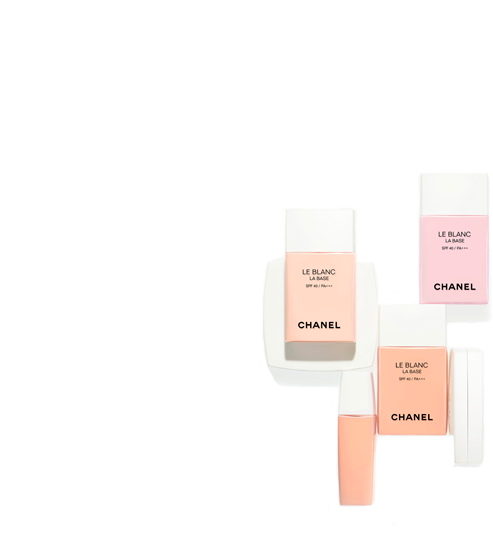 LE BLANC
LA BASE
SPF 40 / PA+++
CHANEL
LE BLANC
LA BASE
SPF 40 / PA+++
CHANEL
LE BLANC
LA BASE
SPF 40 / PA+++
CHANEL